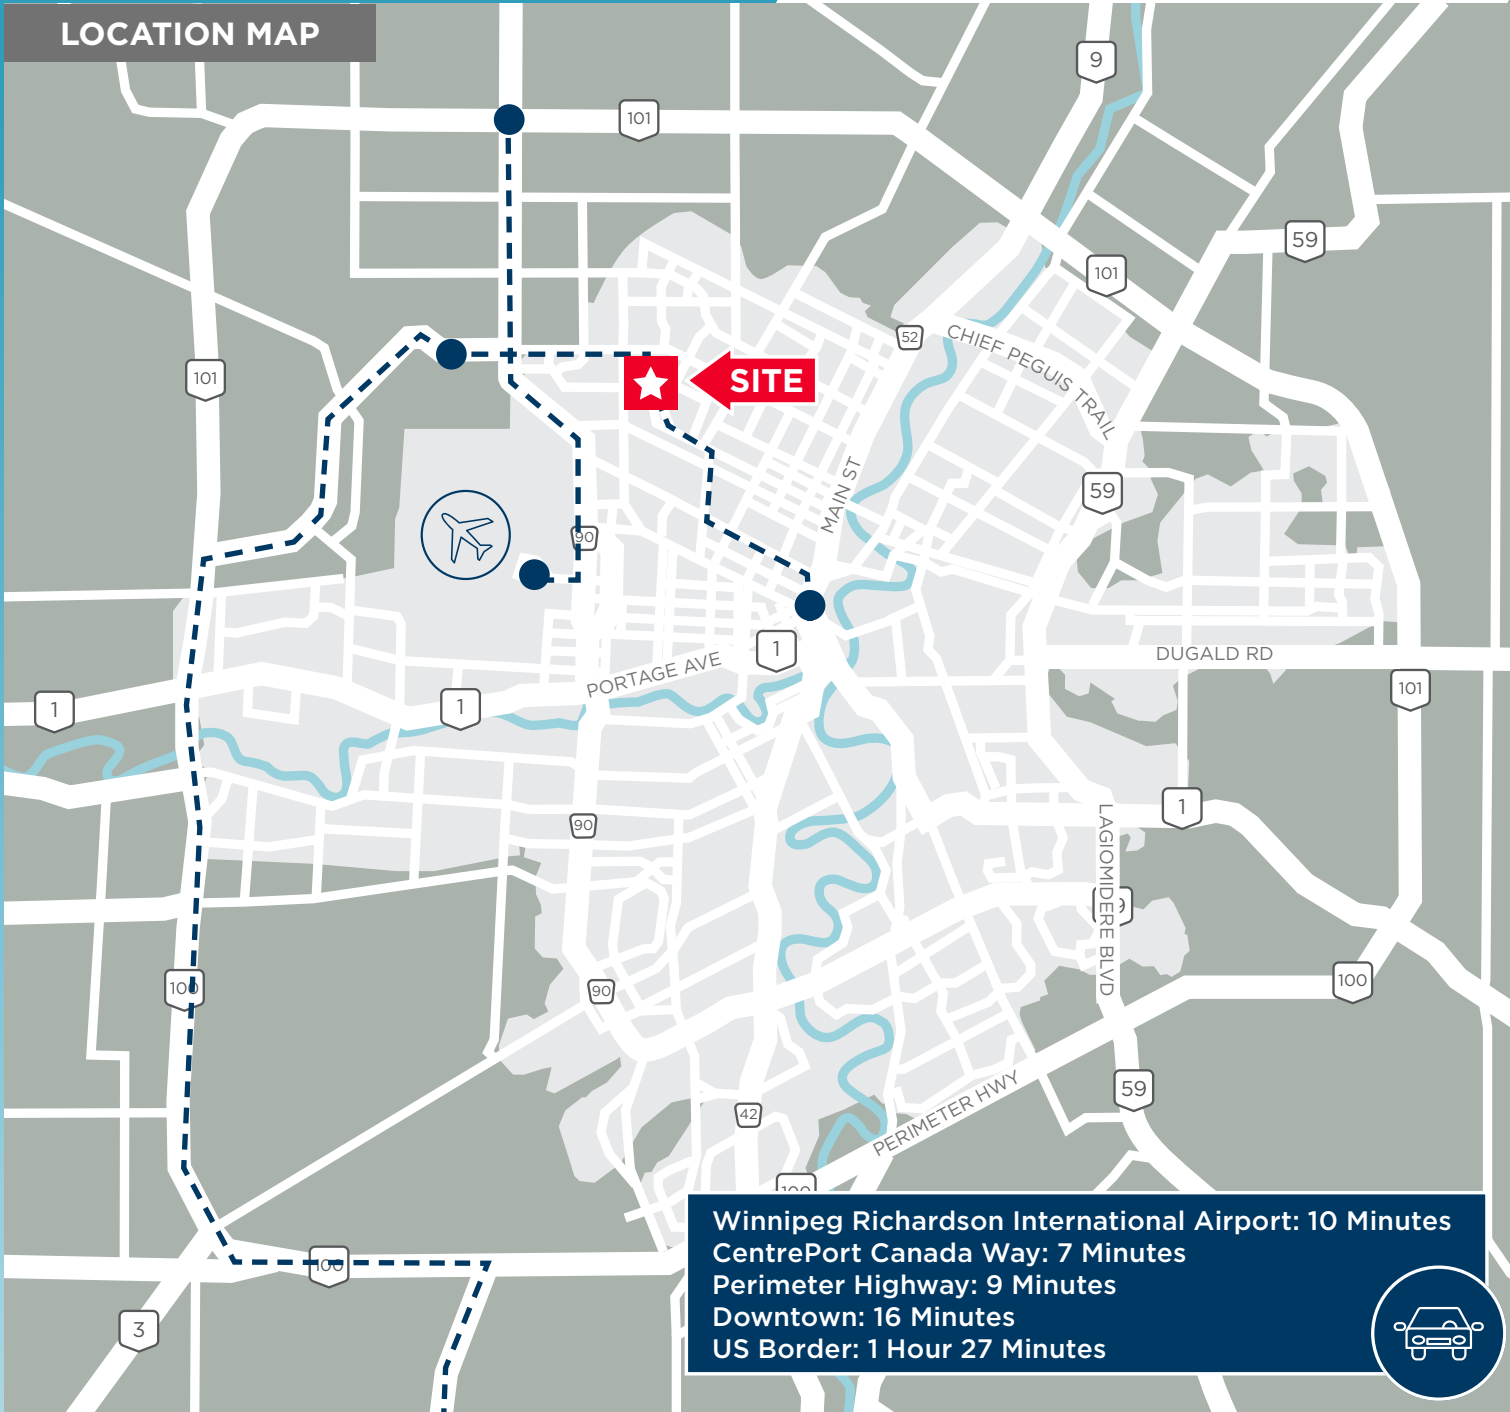 LOCATION MAP
9
101
59
101
52
CHIEF PEGUIS TRAIL
101
SITE
MAIN ST
59
90
1
DUGALD RD
PORTAGE AVE
101
1
1
1
90
LAGIOMIDERE BLVD
9
100
90
100
59
42
PERIMETER HWY
100
100
3
Winnipeg Richardson International Airport: 10 Minutes
CentrePort Canada Way: 7 Minutes
Perimeter Highway: 9 Minutes
Downtown: 16 Minutes
US Border: 1 Hour 27 Minutes